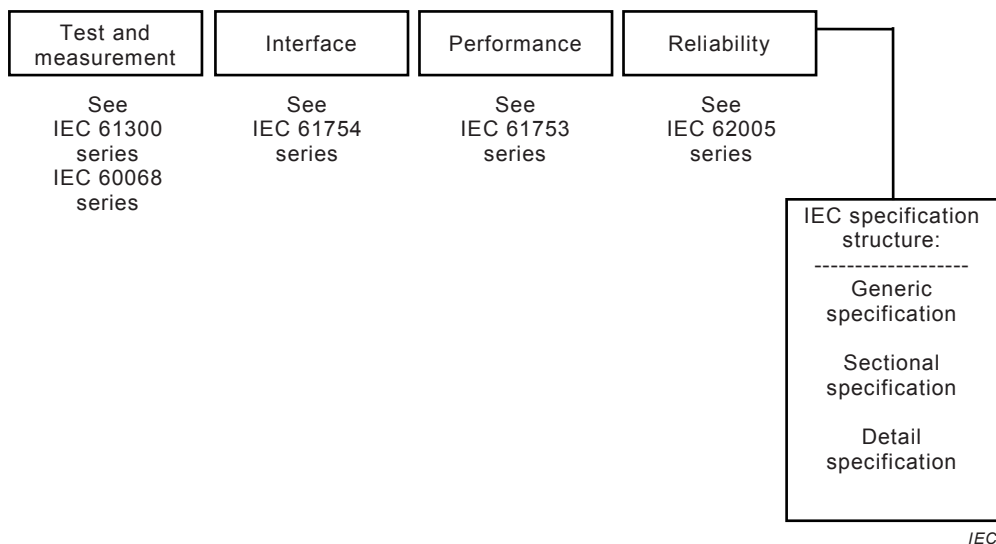 Test and
measurement
Interface
Performance
Reliability
See
IEC 61300
series
IEC 60068
series
See
IEC 61754
series
See
IEC 61753
series
See
IEC 62005
series
IEC specification
structure:
-------------------
Generic
specification
Sectional
specification
Detail
specification
IEC